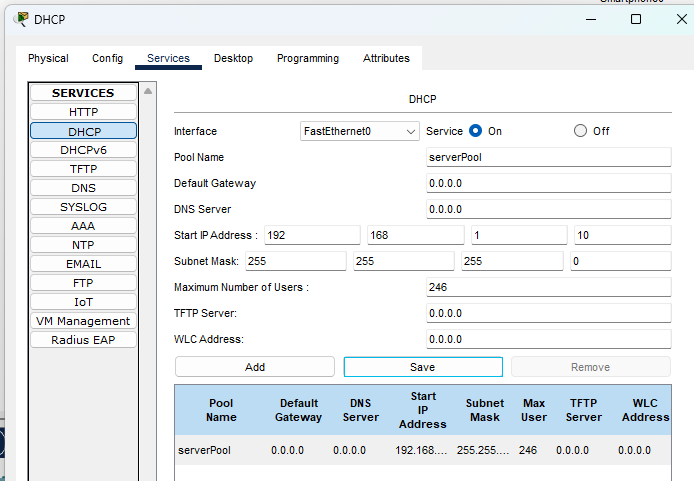 Smartphone0
DHCP
Physical Config Services Desktop Programming Attributes
SERVICES
HTTP
DHCP
DHCPv6
TFTP
DNS
SYSLOG
AAA
NTP
EMAIL
FTP
IoT
VM Management
Radius EAP
DHCP
Interface FastEthernet0 Service On Off
Pool Name serverPool
Default Gateway 0.0.0.0
DNS Server 0.0.0.0
Start IP Address : 192 168 1 10
Subnet Mask: 255 255 255 0
Maximum Number of Users : 246
TFTP Server: 0.0.0.0
WLC Address: 0.0.0.0
Add Save Remove
Pool Name Default Gateway DNS Server Start IP Address Subnet Mask Max User TFTP Server WLC Address
serverPool 0.0.0.0 0.0.0.0 192.168.... 255.255.... 246 0.0.0.0 0.0.0.0